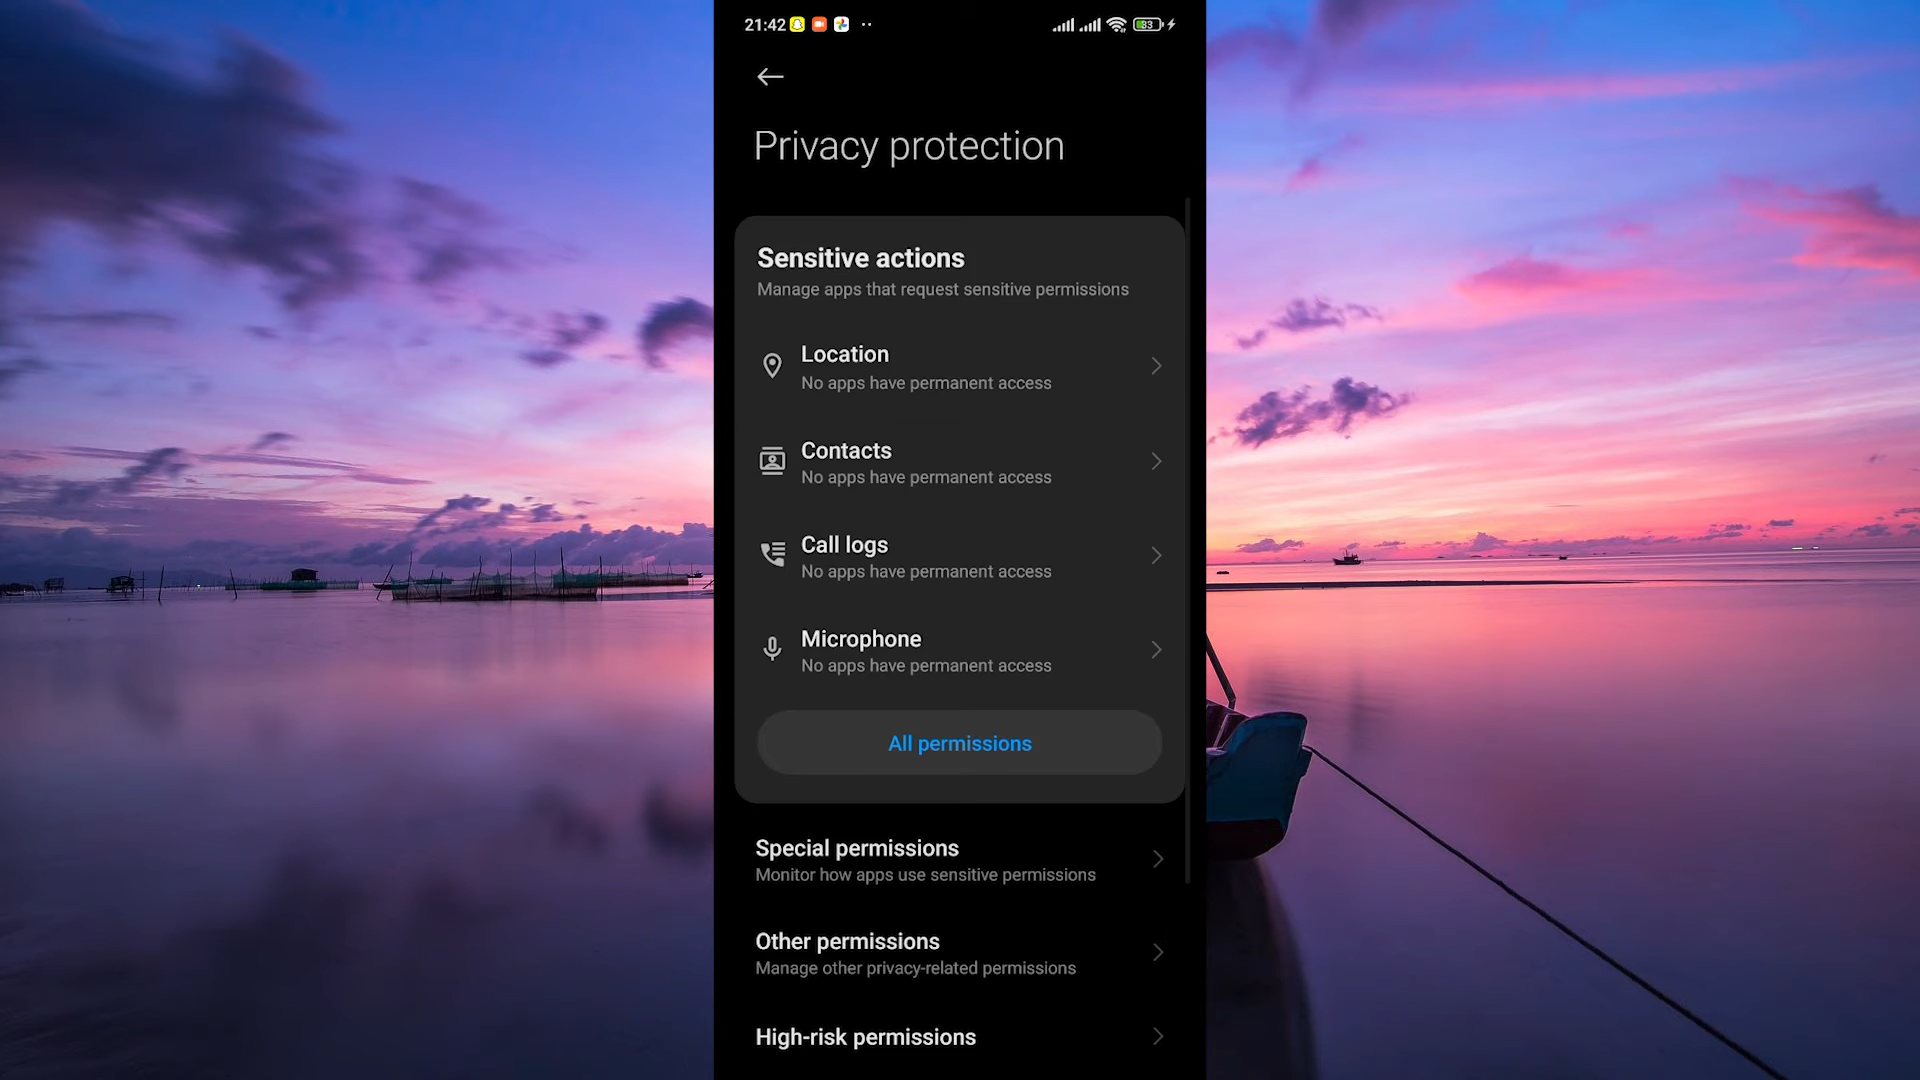 21:42
33
Privacy protection
Sensitive actions
Manage apps that request sensitive permissions
Location
No apps have permanent access
Contacts
No apps have permanent access
Call logs
No apps have permanent access
Microphone
No apps have permanent access
All permissions
Special permissions
Monitor how apps use sensitive permissions
Other permissions
Manage other privacy-related permissions
High-risk permissions